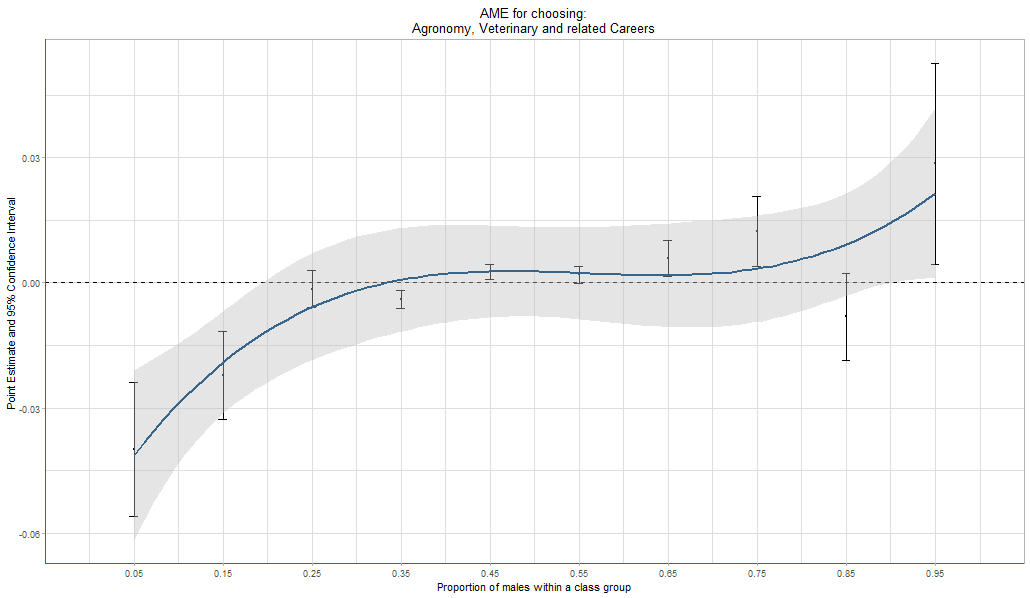 AME for choosing:
Agronomy, Veterinary and related Careers
Point Estimate and 95% Confidence Interval
0.03
0.00
-0.03
-0.06
0.05 0.15 0.25 0.35 0.45 0.55 0.65 0.75 0.85 0.95
Proportion of males within a class group